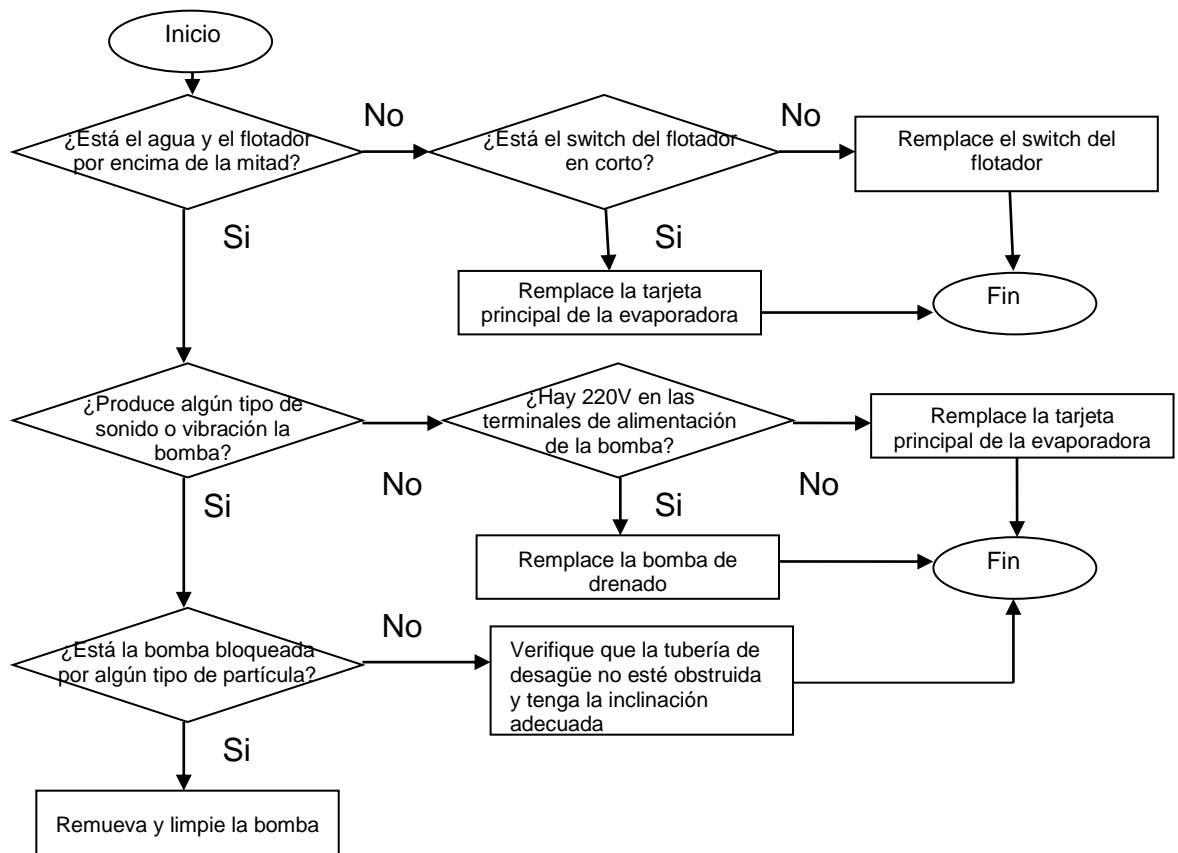 Inicio
¿Está el agua y el flotador
por encima de la mitad?
No
¿Está el switch del flotador
en corto?
No
Remplace el switch del
flotador
Si
Si
Remplace la tarjeta
principal de la evaporadora
Fin
¿Produce algún tipo de
sonido o vibración la
bomba?
No
¿Hay 220V en las
terminales de alimentación
de la bomba?
No
Remplace la tarjeta
principal de la evaporadora
Si
Si
Remplace la bomba de
drenado
Fin
¿Está la bomba bloqueada
por algún tipo de partícula?
No
Verifique que la tubería de
desagüe no esté obstruida
y tenga la inclinación
adecuada
Si
Remueva y limpie la bomba